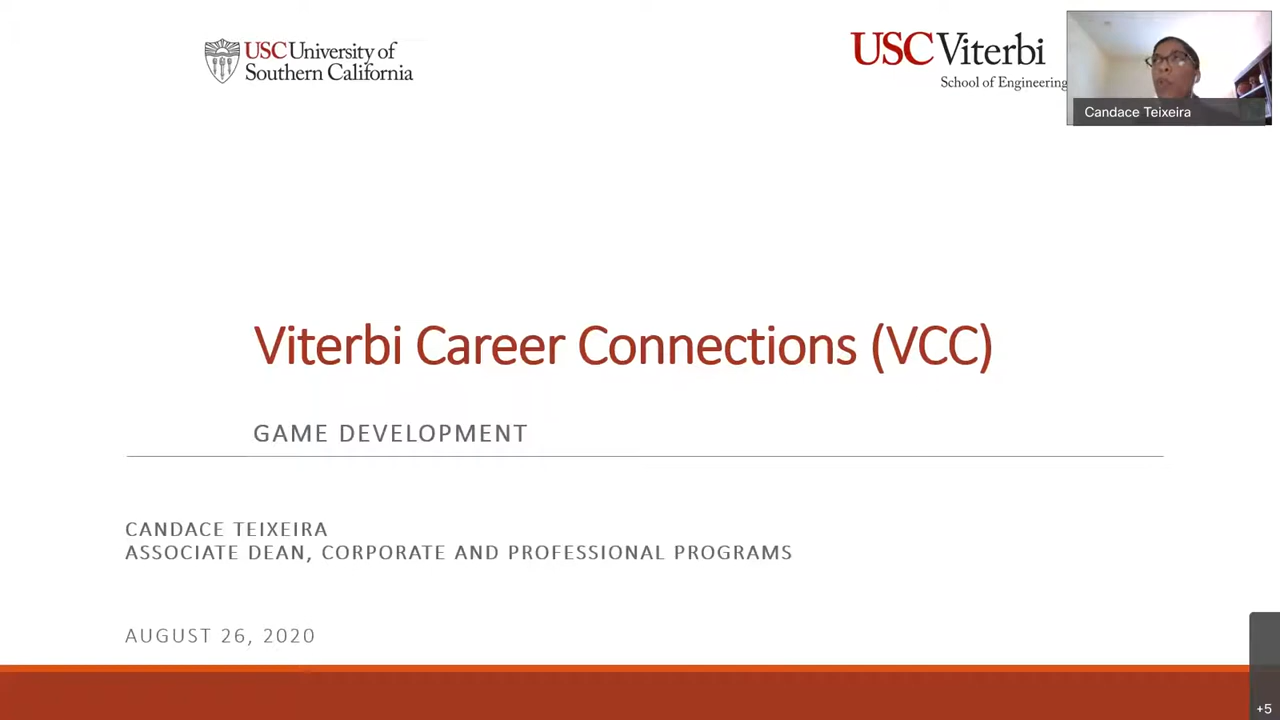 USC University of
Southern California
USC Viterbi
School of Engineering
Candace Teixeira
Viterbi Career Connections (VCC)
GAME DEVELOPMENT
CANDACE TEIXEIRA
ASSOCIATE DEAN, CORPORATE AND PROFESSIONAL PROGRAMS
AUGUST 26, 2020
+5